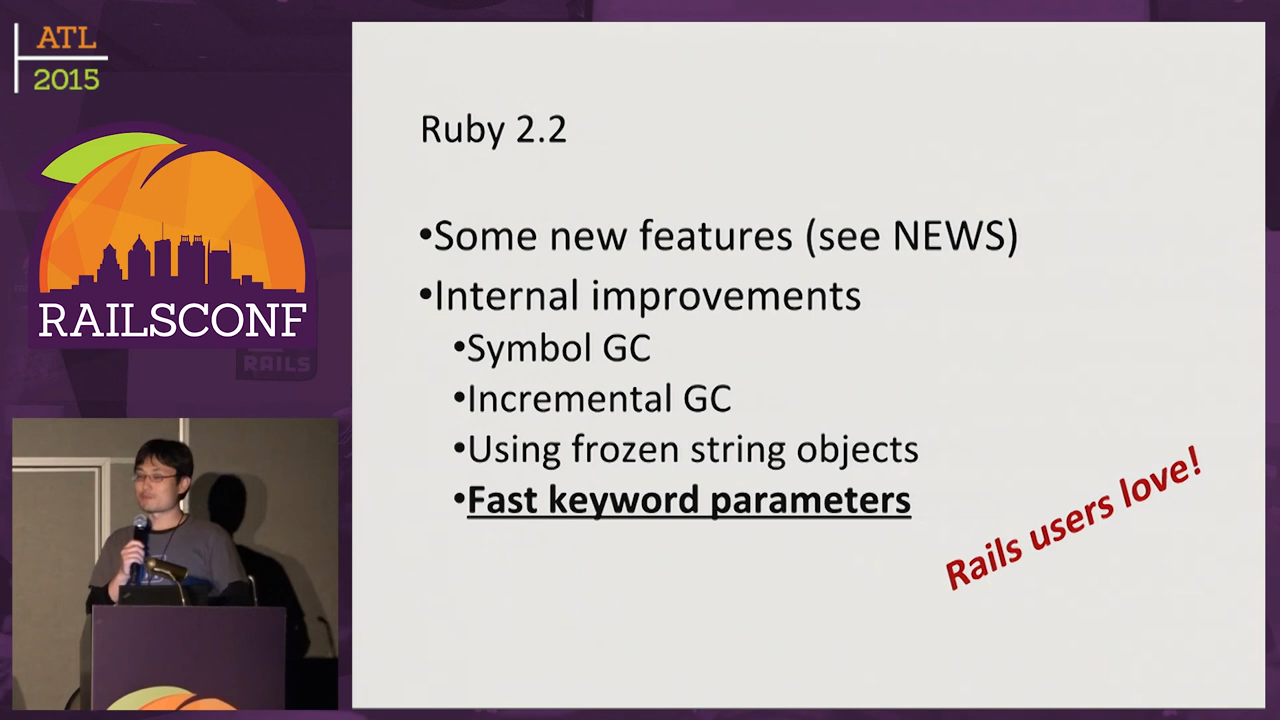 ATL
2015
RAILSCONF
RAILS
Ruby 2.2
•Some new features (see NEWS)
•Internal improvements
•Symbol GC
•Incremental GC
•Using frozen string objects
•Fast keyword parameters
Rails users love!